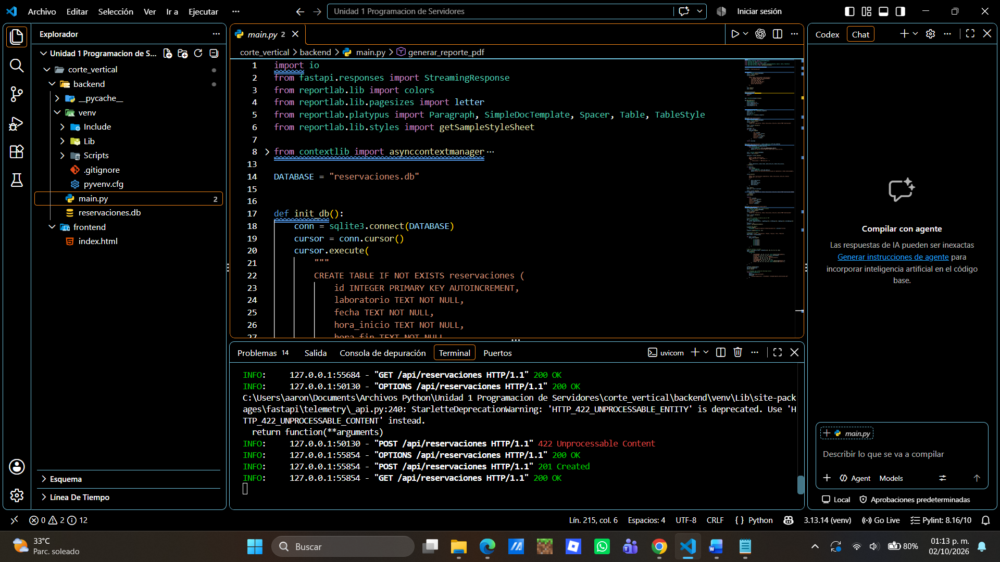 Archivo Editar Selección Ver Ir a Ejecutar ···
Unidad 1 Programacion de Servidores
Iniciar sesión
Explorador
Unidad 1 Programacion de S...
corte_vertical
backend
__pycache__
venv
Include
Lib
Scripts
.gitignore
pyvenv.cfg
main.py 2
reservaciones.db
frontend
index.html
Esquema
Línea De Tiempo
main.py 2
corte_vertical > backend > main.py > generar_reporte_pdf
1 import io
2 from fastapi.responses import StreamingResponse
3 from reportlab.lib import colors
4 from reportlab.lib.pagesizes import letter
5 from reportlab.platypus import Paragraph, SimpleDocTemplate, Spacer, Table, TableStyle
6 from reportlab.lib.styles import getSampleStyleSheet
7
8 from contextlib import asynccontextmanager ···
13
14 DATABASE = "reservaciones.db"
15
16
17 def init_db():
18 conn = sqlite3.connect(DATABASE)
19 cursor = conn.cursor()
20 cursor.execute(
21 """
22 CREATE TABLE IF NOT EXISTS reservaciones (
23 id INTEGER PRIMARY KEY AUTOINCREMENT,
24 laboratorio TEXT NOT NULL,
25 fecha TEXT NOT NULL,
26 hora_inicio TEXT NOT NULL,
27 hora_fin TEXT NOT NULL
Problemas 14 Salida Consola de depuración Terminal Puertos
uvicorn
INFO: 127.0.0.1:55684 - "GET /api/reservaciones HTTP/1.1" 200 OK
INFO: 127.0.0.1:50130 - "OPTIONS /api/reservaciones HTTP/1.1" 200 OK
C:\Users\aaron\Documents\Archivos Python\Unidad 1 Programacion de Servidores\corte_vertical\backend\venv\Lib\site-pack
ages\fastapi\telemetry\_api.py:240: StarletteDeprecationWarning: 'HTTP_422_UNPROCESSABLE_ENTITY' is deprecated. Use 'H
TTP_422_UNPROCESSABLE_CONTENT' instead.
return function(**arguments)
INFO: 127.0.0.1:50130 - "POST /api/reservaciones HTTP/1.1" 422 Unprocessable Content
INFO: 127.0.0.1:55854 - "OPTIONS /api/reservaciones HTTP/1.1" 200 OK
INFO: 127.0.0.1:55854 - "POST /api/reservaciones HTTP/1.1" 201 Created
INFO: 127.0.0.1:55854 - "GET /api/reservaciones HTTP/1.1" 200 OK
Codex Chat
Compilar con agente
Las respuestas de IA pueden ser inexactas
Generar instrucciones de agente para
incorporar inteligencia artificial en el código
base.
main.py
Describir lo que se va a compilar
Agent Models
Local Aprobaciones predeterminadas
0 2 12
Lín. 215, col. 6 Espacios: 4 UTF-8 CRLF { } Python 3.13.14 (venv) Go Live Pylint: 8.16/10
33°C
Parc. soleado
Buscar
80%
01:13 p. m.
02/10/2026